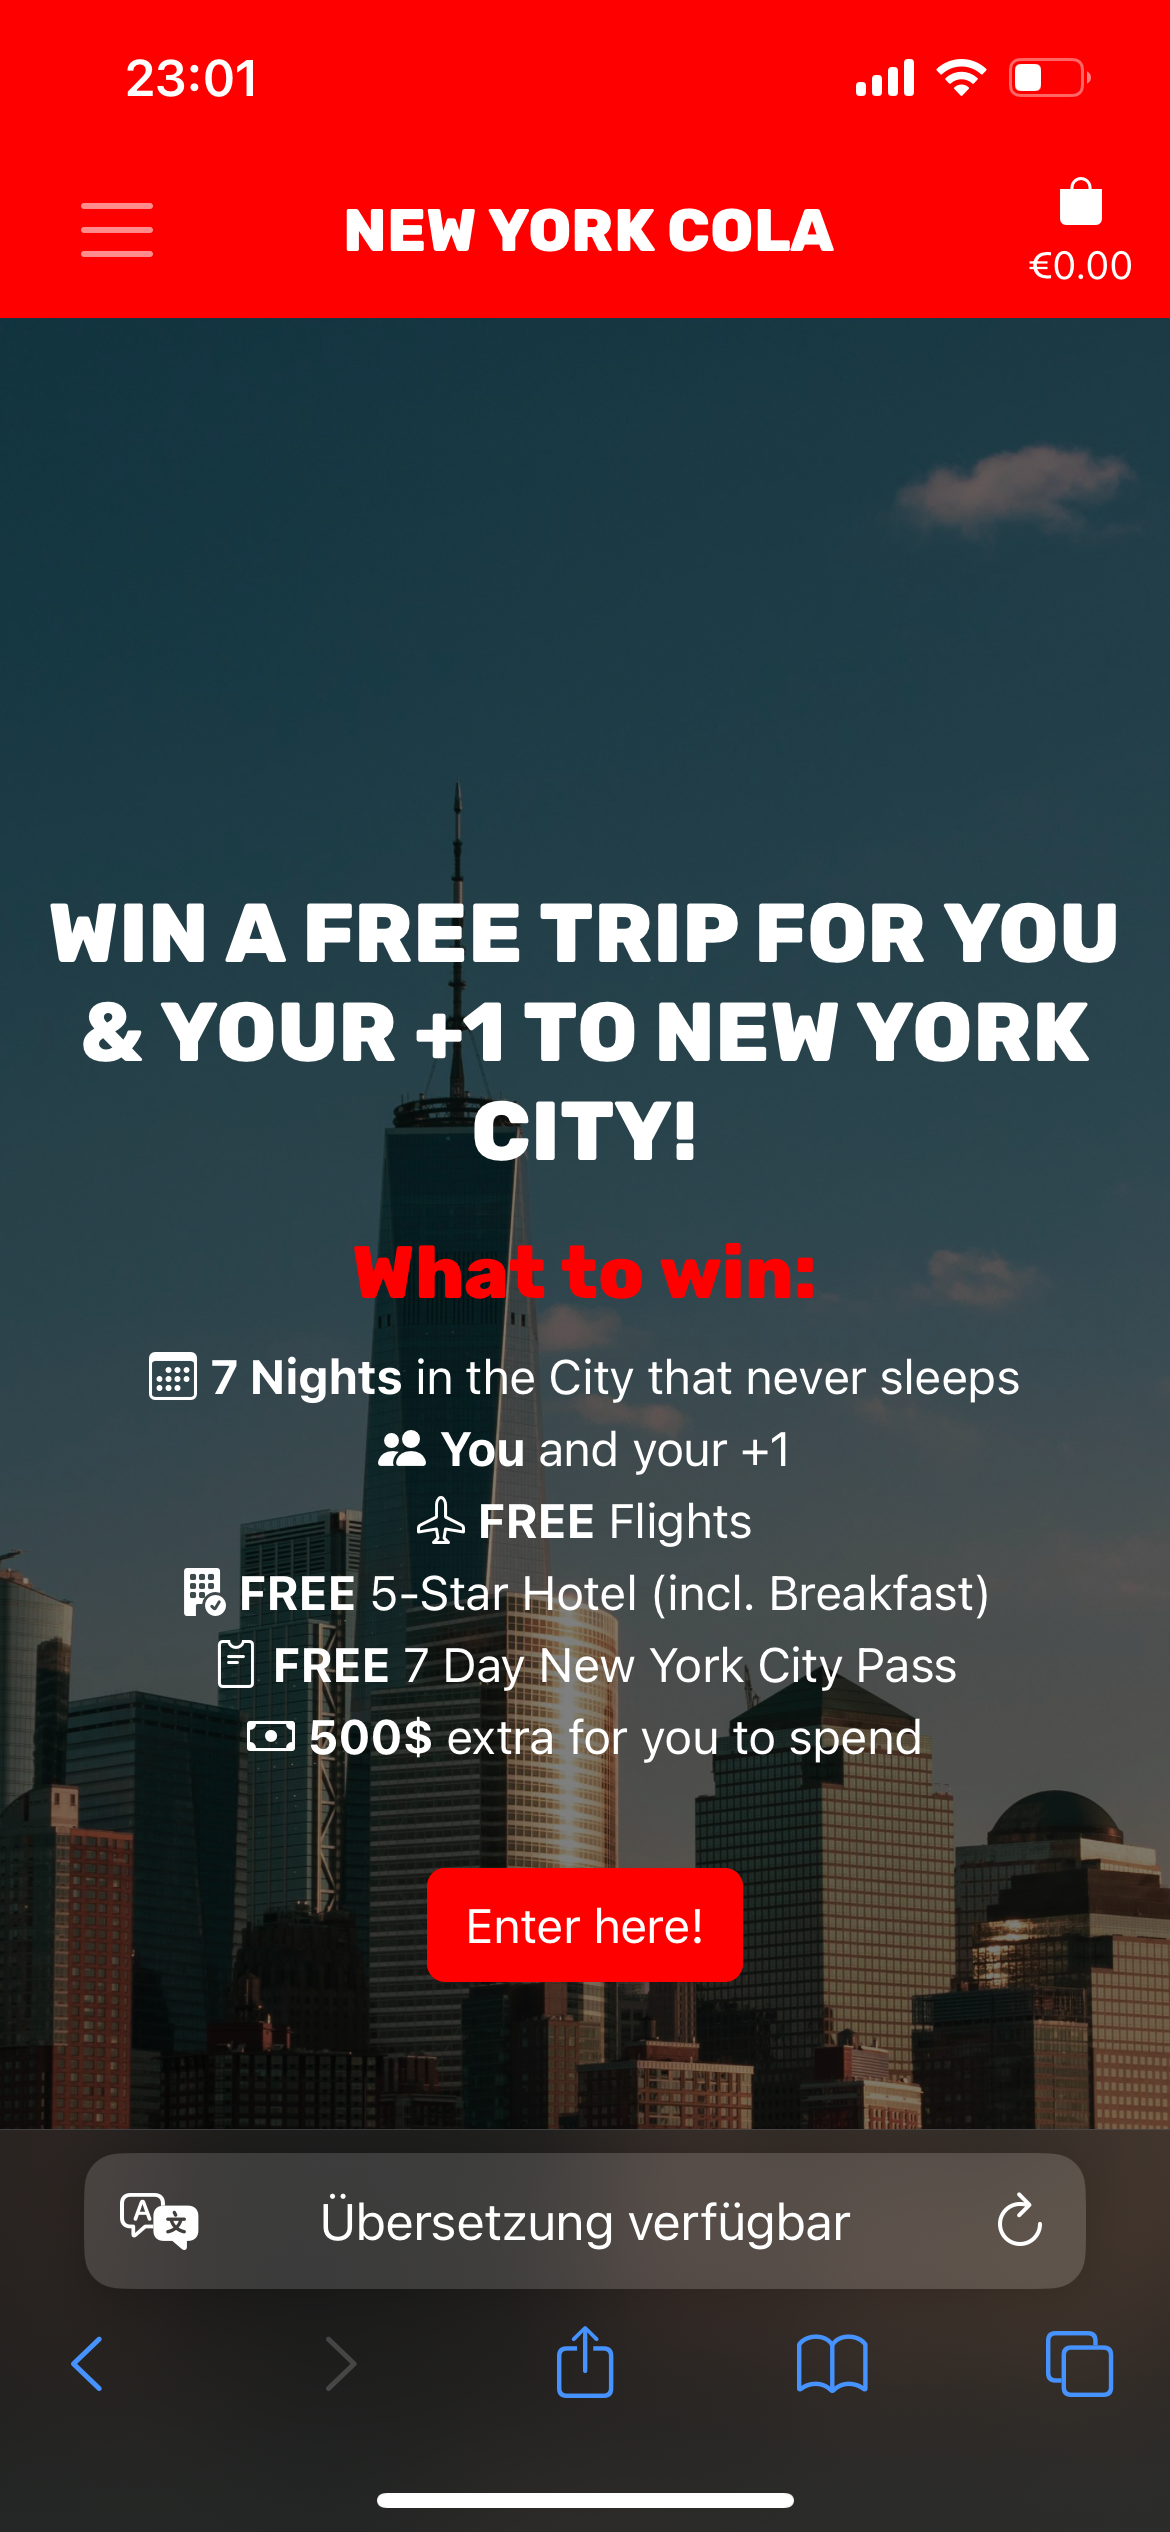 23:01
NEW YORK COLA
€0.00
WIN A FREE TRIP FOR YOU
& YOUR +1 TO NEW YORK
CITY!
What to win:
7 Nights in the City that never sleeps
You and your +1
FREE Flights
FREE 5-Star Hotel (incl. Breakfast)
FREE 7 Day New York City Pass
500$ extra for you to spend
Enter here!
Übersetzung verfügbar